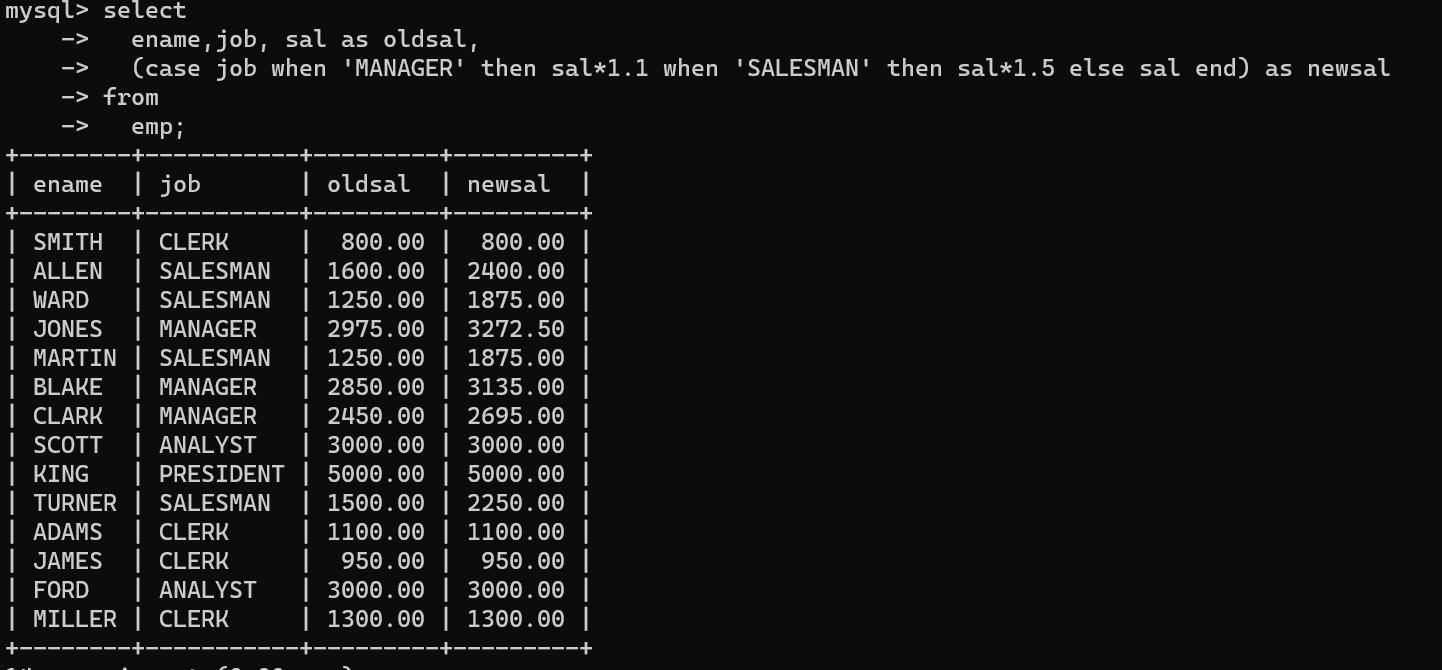 mysql> select
    ->   ename,job, sal as oldsal,
    ->   (case job when 'MANAGER' then sal*1.1 when 'SALESMAN' then sal*1.5 else sal end) as newsal
    -> from
    ->   emp;
+--------+-----------+---------+---------+
| ename  | job       | oldsal  | newsal  |
+--------+-----------+---------+---------+
| SMITH  | CLERK     |  800.00 |  800.00 |
| ALLEN  | SALESMAN  | 1600.00 | 2400.00 |
| WARD   | SALESMAN  | 1250.00 | 1875.00 |
| JONES  | MANAGER   | 2975.00 | 3272.50 |
| MARTIN | SALESMAN  | 1250.00 | 1875.00 |
| BLAKE  | MANAGER   | 2850.00 | 3135.00 |
| CLARK  | MANAGER   | 2450.00 | 2695.00 |
| SCOTT  | ANALYST   | 3000.00 | 3000.00 |
| KING   | PRESIDENT | 5000.00 | 5000.00 |
| TURNER | SALESMAN  | 1500.00 | 2250.00 |
| ADAMS  | CLERK     | 1100.00 | 1100.00 |
| JAMES  | CLERK     |  950.00 |  950.00 |
| FORD   | ANALYST   | 3000.00 | 3000.00 |
| MILLER | CLERK     | 1300.00 | 1300.00 |
+--------+-----------+---------+---------+